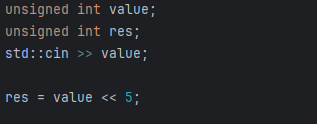 unsigned int value;
unsigned int res;
std::cin >> value;
res = value << 5;